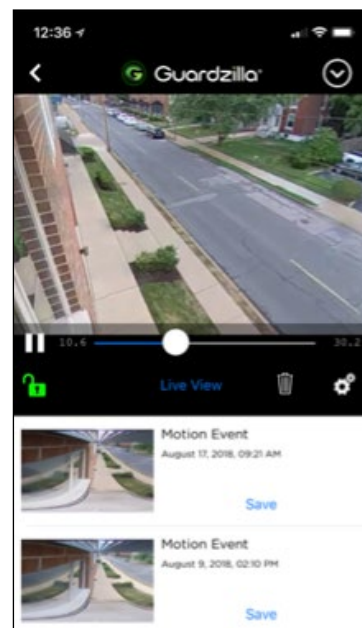 12:36
Guardzilla
10.6
30.2
Live View
Motion Event
August 17, 2018, 09:21 AM
Save
Motion Event
August 9, 2018, 02:10 PM
Save